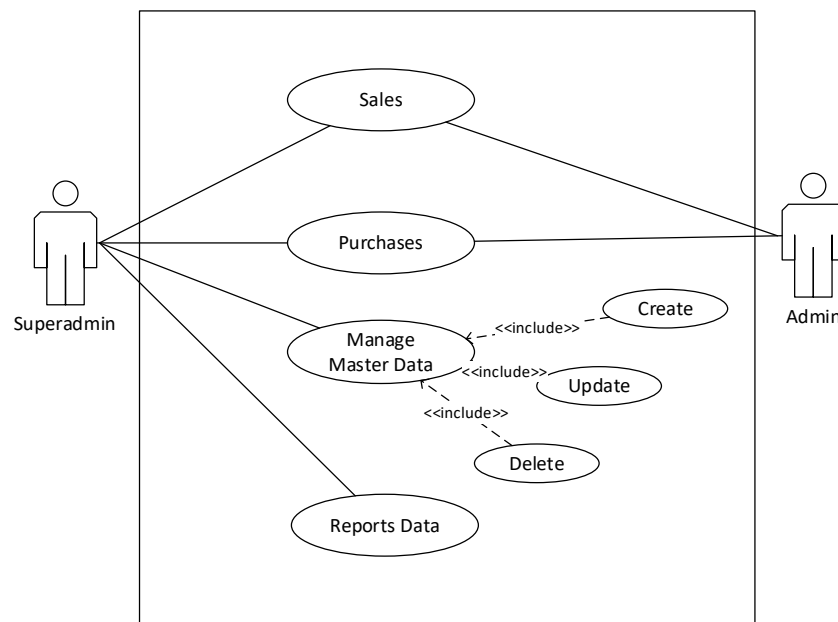 Sales
Purchases
Superadmin
Admin
Create
<<include>>
Manage
Master Data
<<include>>
Update
<<include>>
Delete
Reports Data